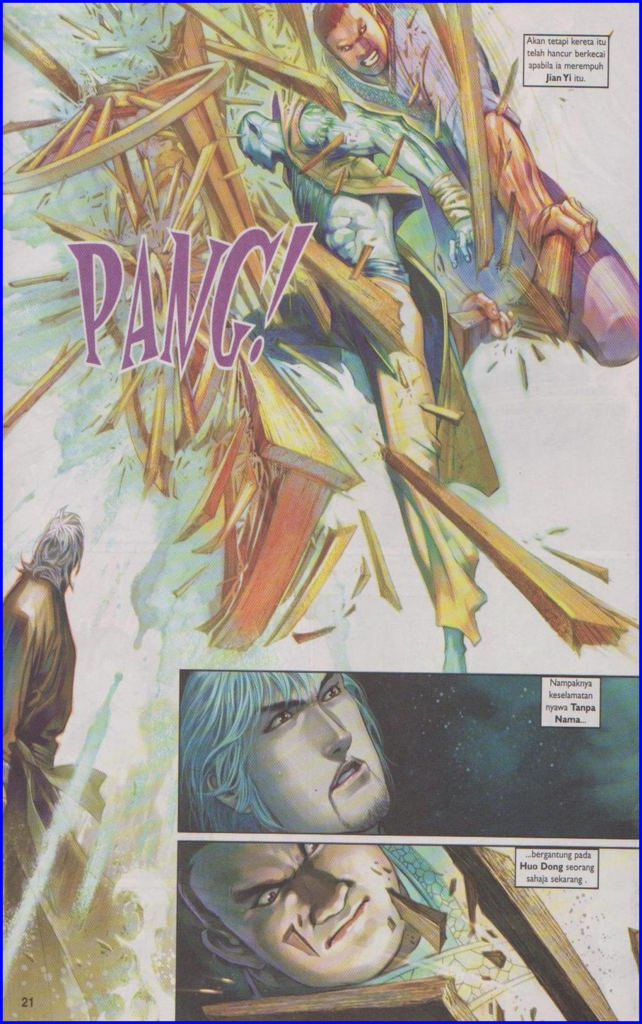 Akan tetapi kereta itu
telah hancur berkecai
apabila ia merempuh
Jian Yi itu.
PANG!
Nampaknya
keselamatan
nyawa Tanpa
Nama...
...bergantung pada
Huo Dong seorang
sahaja sekarang .
21